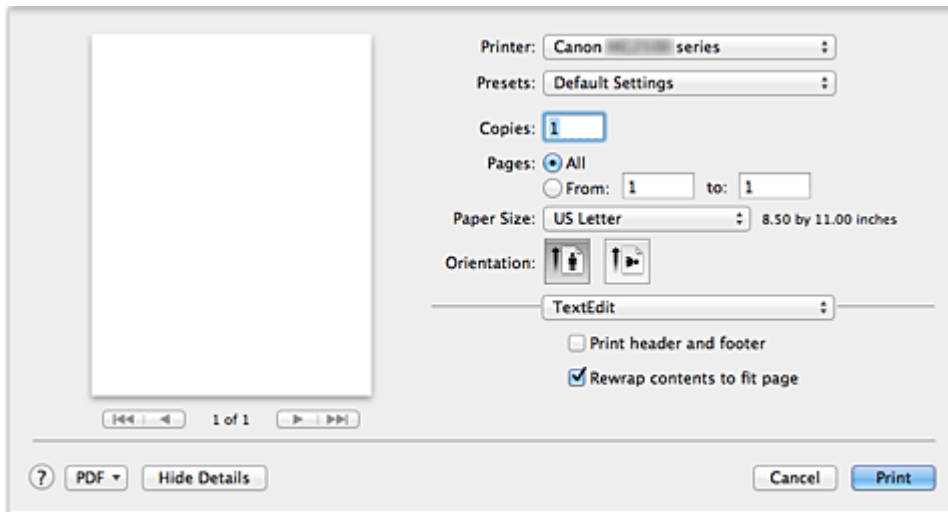 Printer: Canon series
Presets: Default Settings
Copies: 1
Pages: All
From: 1 to: 1
Paper Size: US Letter 8.50 by 11.00 inches
Orientation:
TextEdit
Print header and footer
Rewrap contents to fit page
1 of 1
? PDF Hide Details Cancel Print